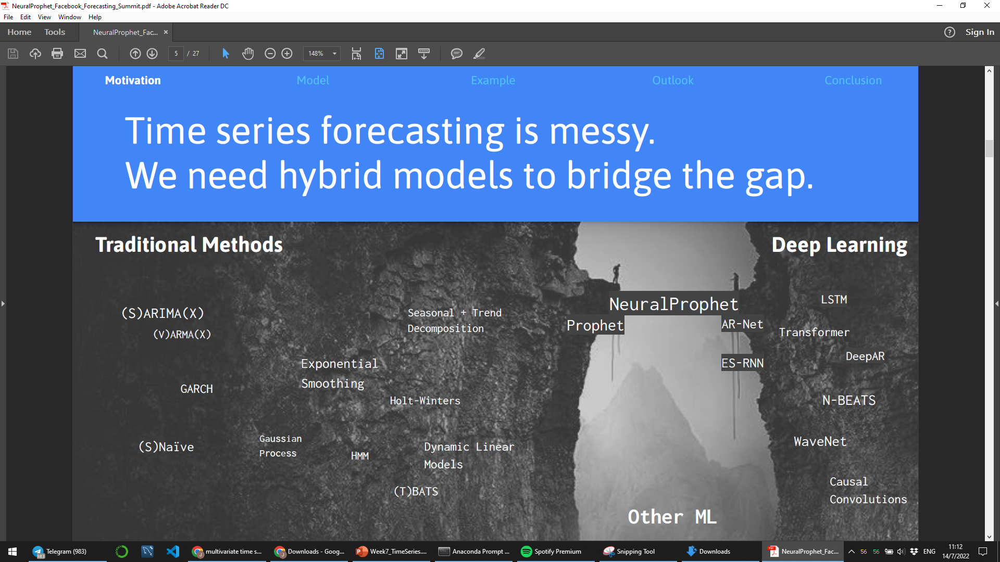 NeuralProphet_Facebook_Forecasting_Summit.pdf - Adobe Acrobat Reader DC
File Edit View Window Help
Home Tools NeuralProphet_Fac... × Sign In
5 / 27 148%
Motivation Model Example Outlook Conclusion
Time series forecasting is messy.
We need hybrid models to bridge the gap.
Traditional Methods
Deep Learning
(S)ARIMA(X)
(V)ARMA(X)
Seasonal + Trend
Decomposition
NeuralProphet
Prophet
AR-Net
ES-RNN
LSTM
Transformer
DeepAR
Exponential
Smoothing
GARCH
Holt-Winters
N-BEATS
(S)Naïve
Gaussian
Process
HMM
Dynamic Linear
Models
WaveNet
(T)BATS
Causal
Convolutions
Other ML
5
983 Telegram (983) multivariate time s... Downloads - Goog... Week7_TimeSeries.... Anaconda Prompt ... Spotify Premium Snipping Tool Downloads NeuralProphet_Fac... 56 56 ENG 11:12
14/7/2022